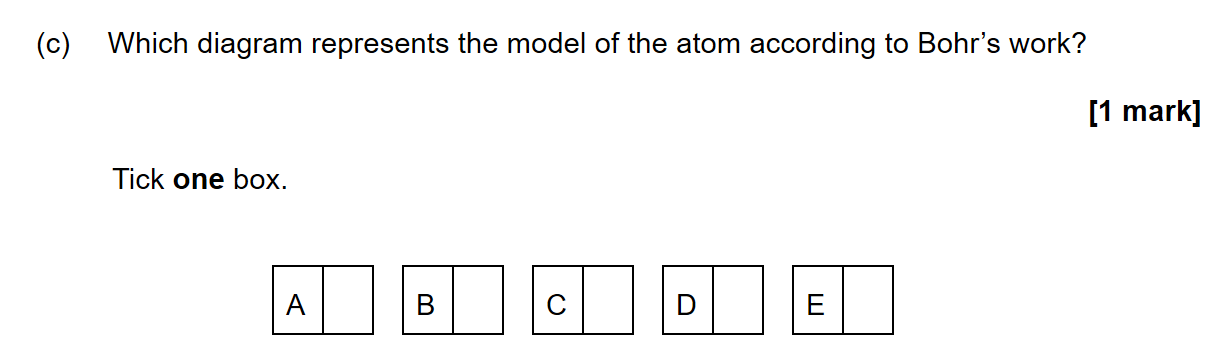 (c) Which diagram represents the model of the atom according to Bohr’s work?
[1 mark]
Tick one box.
A B C D E